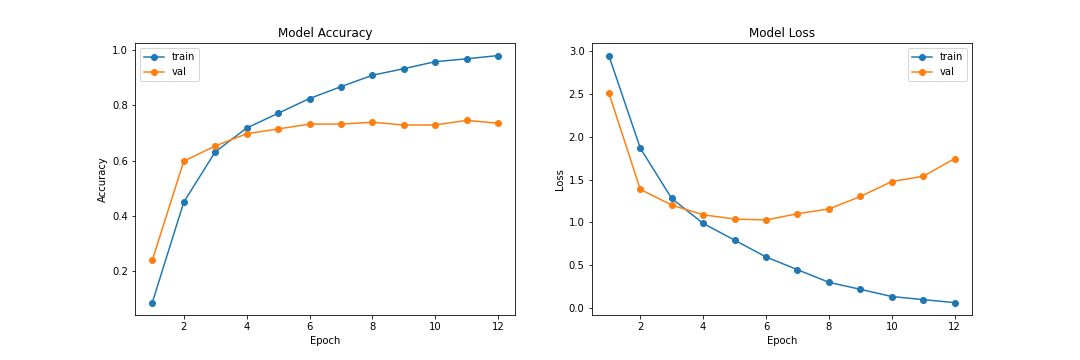 Model Accuracy
train
val
1.0
0.8
0.6
0.4
0.2
Accuracy
2 4 6 8 10 12
Epoch
Model Loss
train
val
3.0
2.5
2.0
1.5
1.0
0.5
0.0
Loss
2 4 6 8 10 12
Epoch